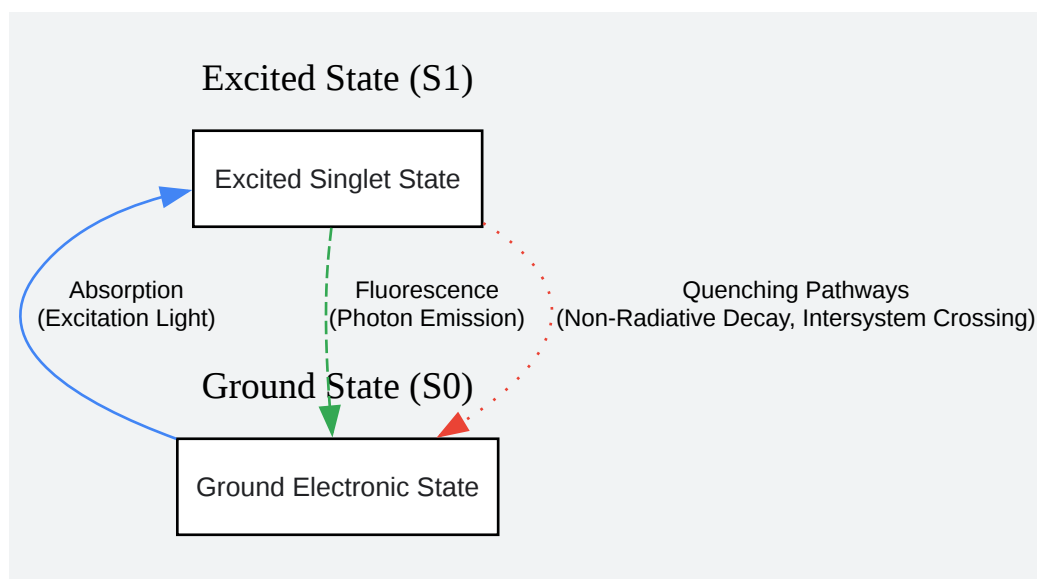 Excited State (S1)
Excited Singlet State
Absorption
(Excitation Light)
Fluorescence
(Photon Emission)
Quenching Pathways
(Non-Radiative Decay, Intersystem Crossing)
Ground State (S0)
Ground Electronic State